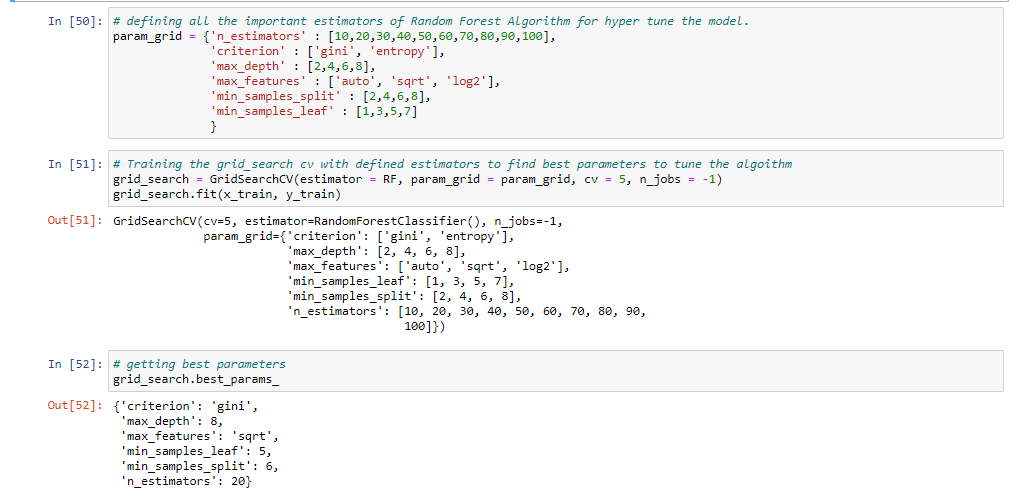 In [50]: # defining all the important estimators of Random Forest Algorithm for hyper tune the model.
param_grid = {'n_estimators' : [10,20,30,40,50,60,70,80,90,100],
'criterion' : ['gini', 'entropy'],
'max_depth' : [2,4,6,8],
'max_features' : ['auto', 'sqrt', 'log2'],
'min_samples_split' : [2,4,6,8],
'min_samples_leaf' : [1,3,5,7]
}
In [51]: # Training the grid_search cv with defined estimators to find best parameters to tune the algoithm
grid_search = GridSearchCV(estimator = RF, param_grid = param_grid, cv = 5, n_jobs = -1)
grid_search.fit(x_train, y_train)
Out[51]: GridSearchCV(cv=5, estimator=RandomForestClassifier(), n_jobs=-1,
param_grid={'criterion': ['gini', 'entropy'],
'max_depth': [2, 4, 6, 8],
'max_features': ['auto', 'sqrt', 'log2'],
'min_samples_leaf': [1, 3, 5, 7],
'min_samples_split': [2, 4, 6, 8],
'n_estimators': [10, 20, 30, 40, 50, 60, 70, 80, 90,
100]})
In [52]: # getting best parameters
grid_search.best_params_
Out[52]: {'criterion': 'gini',
'max_depth': 8,
'max_features': 'sqrt',
'min_samples_leaf': 5,
'min_samples_split': 6,
'n_estimators': 20}